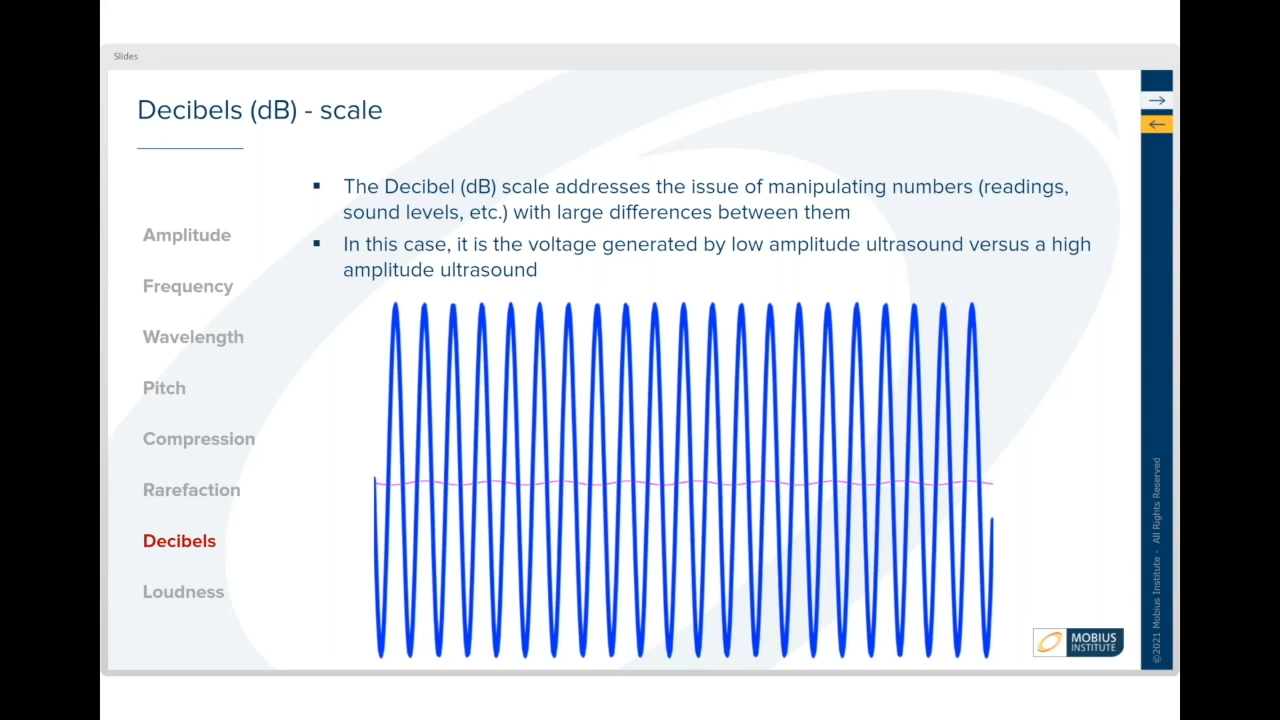 Slides
Decibels (dB) - scale
▪ The Decibel (dB) scale addresses the issue of manipulating numbers (readings,
sound levels, etc.) with large differences between them
▪ In this case, it is the voltage generated by low amplitude ultrasound versus a high
amplitude ultrasound
Amplitude
Frequency
Wavelength
Pitch
Compression
Rarefaction
Decibels
Loudness
MOBIUS
INSTITUTE
©2021 Mobius Institute - All Rights Reserved